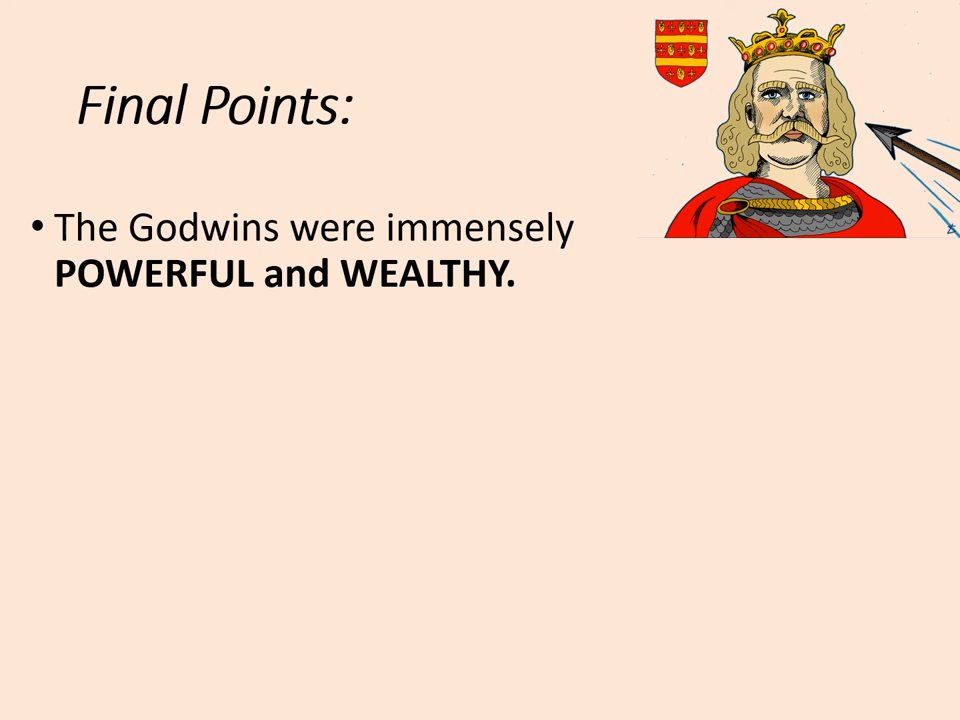 Final Points:
• The Godwins were immensely
POWERFUL and WEALTHY.